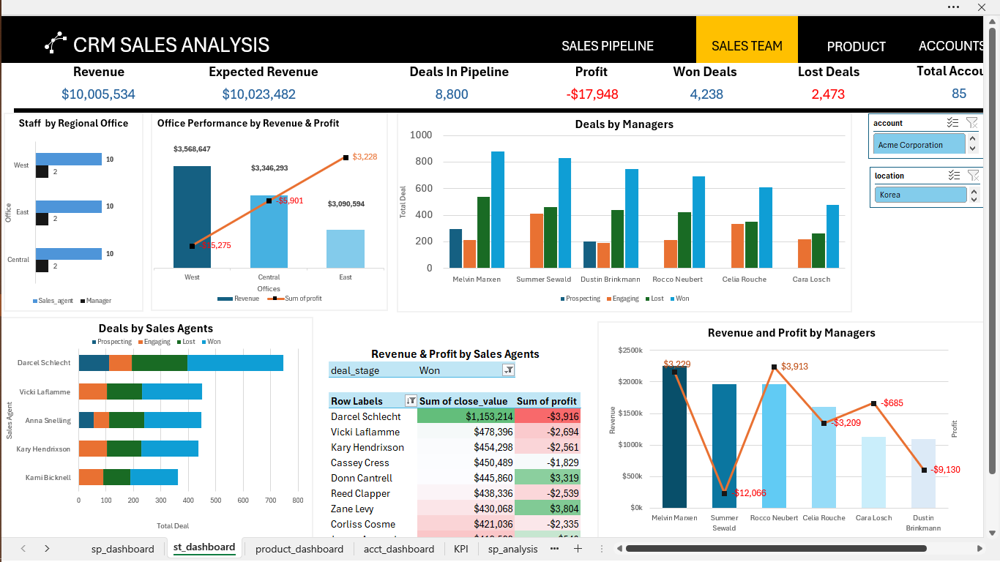 CRM SALES ANALYSIS
SALES PIPELINE
SALES TEAM
PRODUCT
ACCOUNTS
Revenue
Expected Revenue
Deals In Pipeline
Profit
Won Deals
Lost Deals
Total Accou
$10,005,534
$10,023,482
8,800
-$17,948
4,238
2,473
85
Staff by Regional Office
West
10
2
East
10
2
Central
10
2
Office
Sales_agent
Manager
Office Performance by Revenue & Profit
$3,568,647
$3,346,293
$3,090,594
$3,228
-$5,901
West
Central
East
Offices
Revenue
Sum of profit
Deals by Managers
1000
800
600
400
200
0
Total Deal
Melvin Marxen
Summer Sewald
Dustin Brinkmann
Rocco Neubert
Celia Rouche
Cara Losch
Prospecting
Engaging
Lost
Won
account
Acme Corporation
location
Korea
Deals by Sales Agents
Prospecting
Engaging
Lost
Won
Darcel Schlecht
Vicki Laflamme
Anna Snelling
Kary Hendrixson
Kami Bicknell
Sales Agent
0 100 200 300 400 500 600 700 800
Total Deal
Revenue & Profit by Sales Agents
deal_stage Won
Row Labels Sum of close_value Sum of profit
Darcel Schlecht $1,153,214 -$3,916
Vicki Laflamme $478,396 -$2,694
Kary Hendrixson $454,298 -$2,561
Cassey Cress $450,489 -$1,829
Donn Cantrell $445,860 $3,319
Reed Clapper $438,336 -$2,539
Zane Levy $430,068 $3,804
Corliss Cosme $421,036 -$2,335
Revenue and Profit by Managers
$2500k
$2000k
$1500k
$1000k
$500k
$0k
Revenue
Profit
$3,229
-$12,066
$3,913
-$3,209
-$685
-$9,130
Melvin Marxen
Summer
Sewald
Rocco Neubert
Celia Rouche
Cara Losch
Dustin
Brinkmann
sp_dashboard
st_dashboard
product_dashboard
acct_dashboard
KPI
sp_analysis